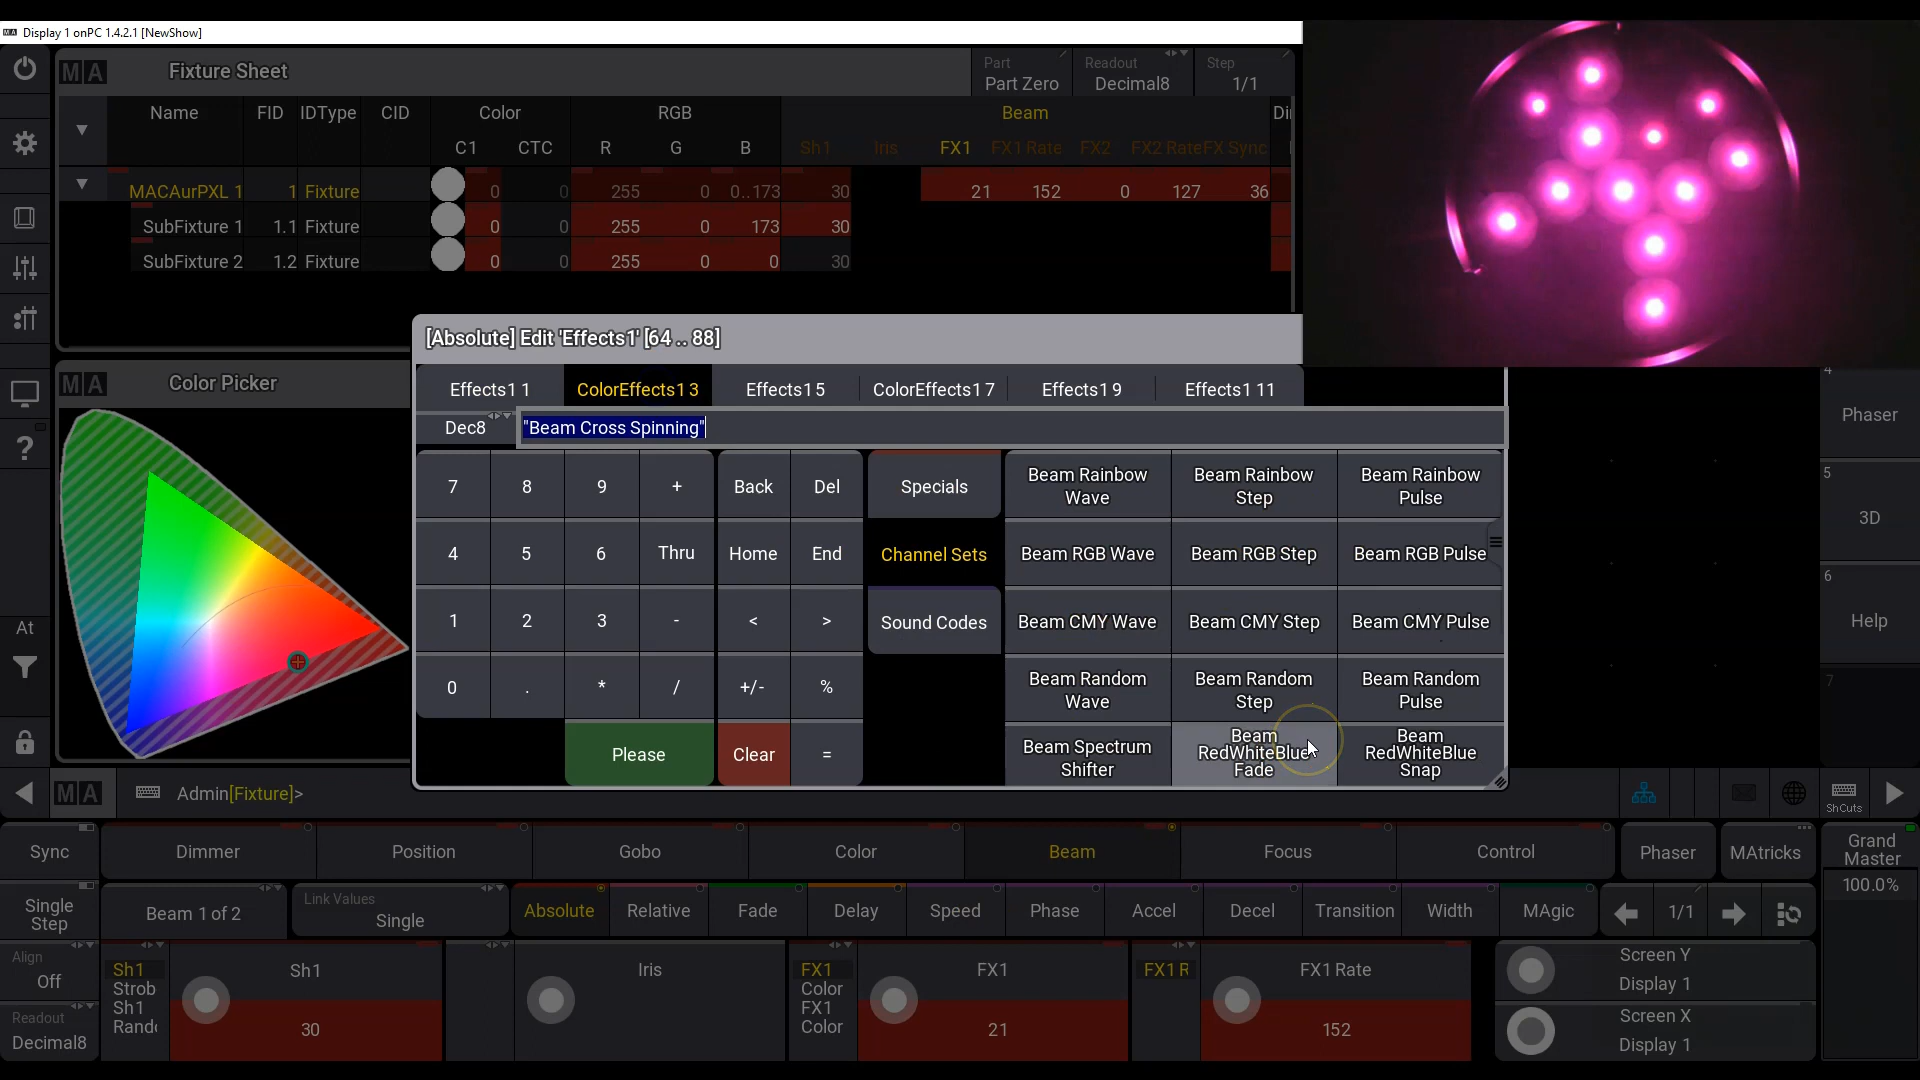 Display 1 onPC 1.4.2.1 [NewShow]
MA Fixture Sheet
Part Part Zero
Readout Decimal8
Step 1/1
Name FID IDType CID Color RGB Beam
C1 CTC R G B Sh1 Iris FX1 FX1 Rate FX2 FX2 Rate FX Sync
MACAurPXL 1 1 Fixture 0 0 255 0 0..173 30 21 152 0 127 36
SubFixture 1 1.1 Fixture 0 0 255 0 173 30
SubFixture 2 1.2 Fixture 0 0 255 0 0 30
[Absolute] Edit 'Effects1' [64 .. 88]
MA Color Picker
Effects1 1 ColorEffects1 3 Effects1 5 ColorEffects1 7 Effects1 9 Effects1 11
Dec8 "Beam Cross Spinning"
7 8 9 + Back Del Specials
Beam Rainbow Wave
Beam Rainbow Step
Beam Rainbow Pulse
4 5 6 Thru Home End Channel Sets
Beam RGB Wave
Beam RGB Step
Beam RGB Pulse
1 2 3 - < > Sound Codes
Beam CMY Wave
Beam CMY Step
Beam CMY Pulse
0 . * / +/- %
Beam Random Wave
Beam Random Step
Beam Random Pulse
Please Clear =
Beam Spectrum Shifter
Beam RedWhiteBlue Fade
Beam RedWhiteBlue Snap
4 Phaser
5 3D
6 Help
7
?
At
MA Admin[Fixture]>
ShCuts
Sync Dimmer Position Gobo Color Beam Focus Control Phaser MAtricks
Grand Master
100.0%
Single Step
Beam 1 of 2
Link Values Single
Absolute Relative Fade Delay Speed Phase Accel Decel Transition Width MAgic 1/1
Align Off
Readout Decimal8
Sh1
Strob
Sh1
Sh1 30
Iris
FX1
Color
FX1
Color
FX1 21
FX1 R
FX1 Rate 152
Screen Y
Display 1
Screen X
Display 1